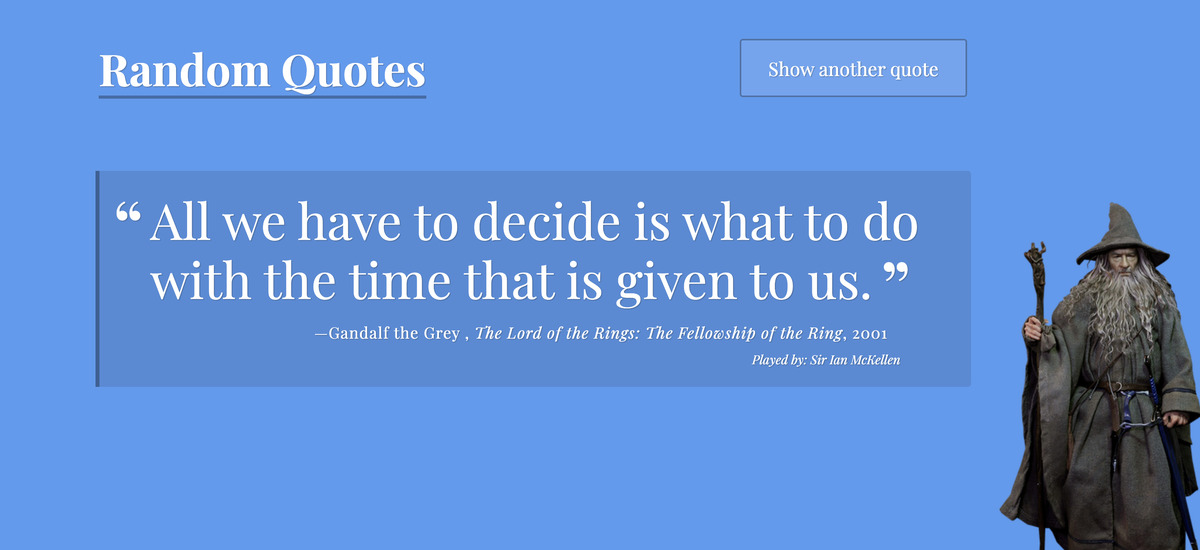 Random Quotes
Show another quote
“ All we have to decide is what to do
with the time that is given to us. ”
—Gandalf the Grey , The Lord of the Rings: The Fellowship of the Ring, 2001
Played by: Sir Ian McKellen